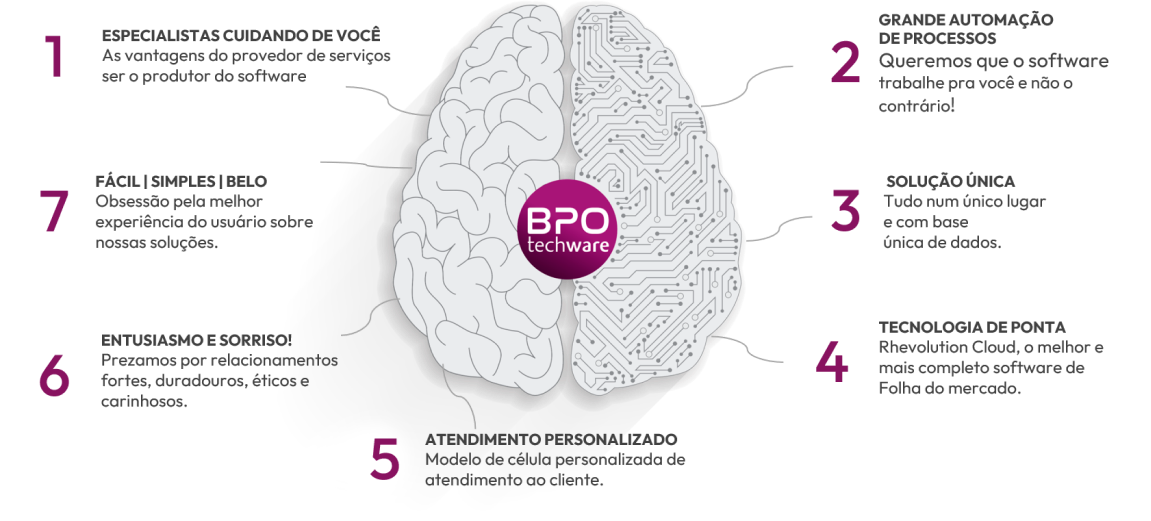 1
ESPECIALISTAS CUIDANDO DE VOCÊ
As vantagens do provedor de serviços
ser o produtor do software
2
GRANDE AUTOMAÇÃO
DE PROCESSOS
Queremos que o software
trabalhe pra você e não o
contrário!
7
FÁCIL | SIMPLES | BELO
Obsessão pela melhor
experiência do usuário sobre
nossas soluções.
BPO
techware
3
SOLUÇÃO ÚNICA
Tudo num único lugar
e com base
única de dados.
6
ENTUSIASMO E SORRISO!
Prezamos por relacionamentos
fortes, duradouros, éticos e
carinhosos.
4
TECNOLOGIA DE PONTA
Rhevolution Cloud, o melhor e
mais completo software de
Folha do mercado.
5
ATENDIMENTO PERSONALIZADO
Modelo de célula personalizada de
atendimento ao cliente.